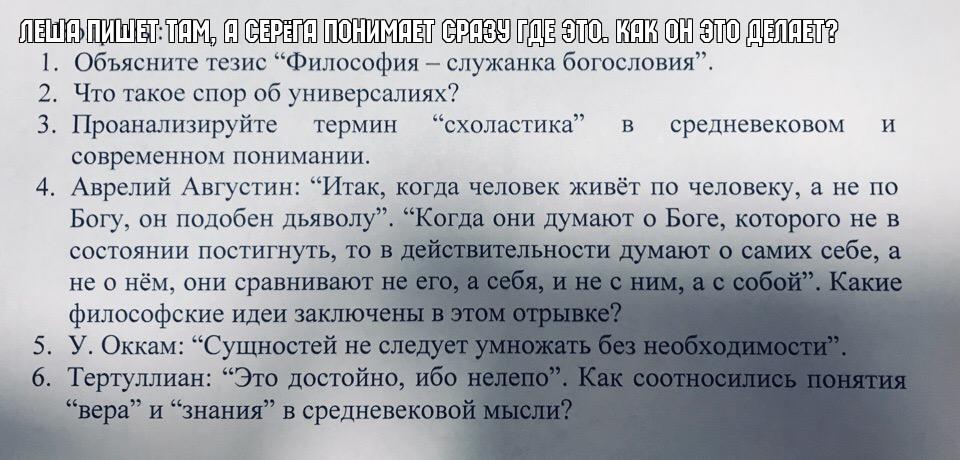 ЛЕША ПИШЕТ ТАМ, А СЕРЁГА ПОНИМАЕТ СРАЗУ ГДЕ ЭТО. КАК ОН ЭТО ДЕЛАЕТ?
1. Объясните тезис “Философия – служанка богословия”.
2. Что такое спор об универсалиях?
3. Проанализируйте термин “схоластика” в средневековом и
современном понимании.
4. Аврелий Августин: “Итак, когда человек живёт по человеку, а не по
Богу, он подобен дьяволу”. “Когда они думают о Боге, которого не в
состоянии постигнуть, то в действительности думают о самих себе, а
не о нём, они сравнивают не его, а себя, и не с ним, а с собой”. Какие
философские идеи заключены в этом отрывке?
5. У. Оккам: “Сущностей не следует умножать без необходимости”.
6. Тертуллиан: “Это достойно, ибо нелепо”. Как соотносились понятия
“вера” и “знания” в средневековой мысли?